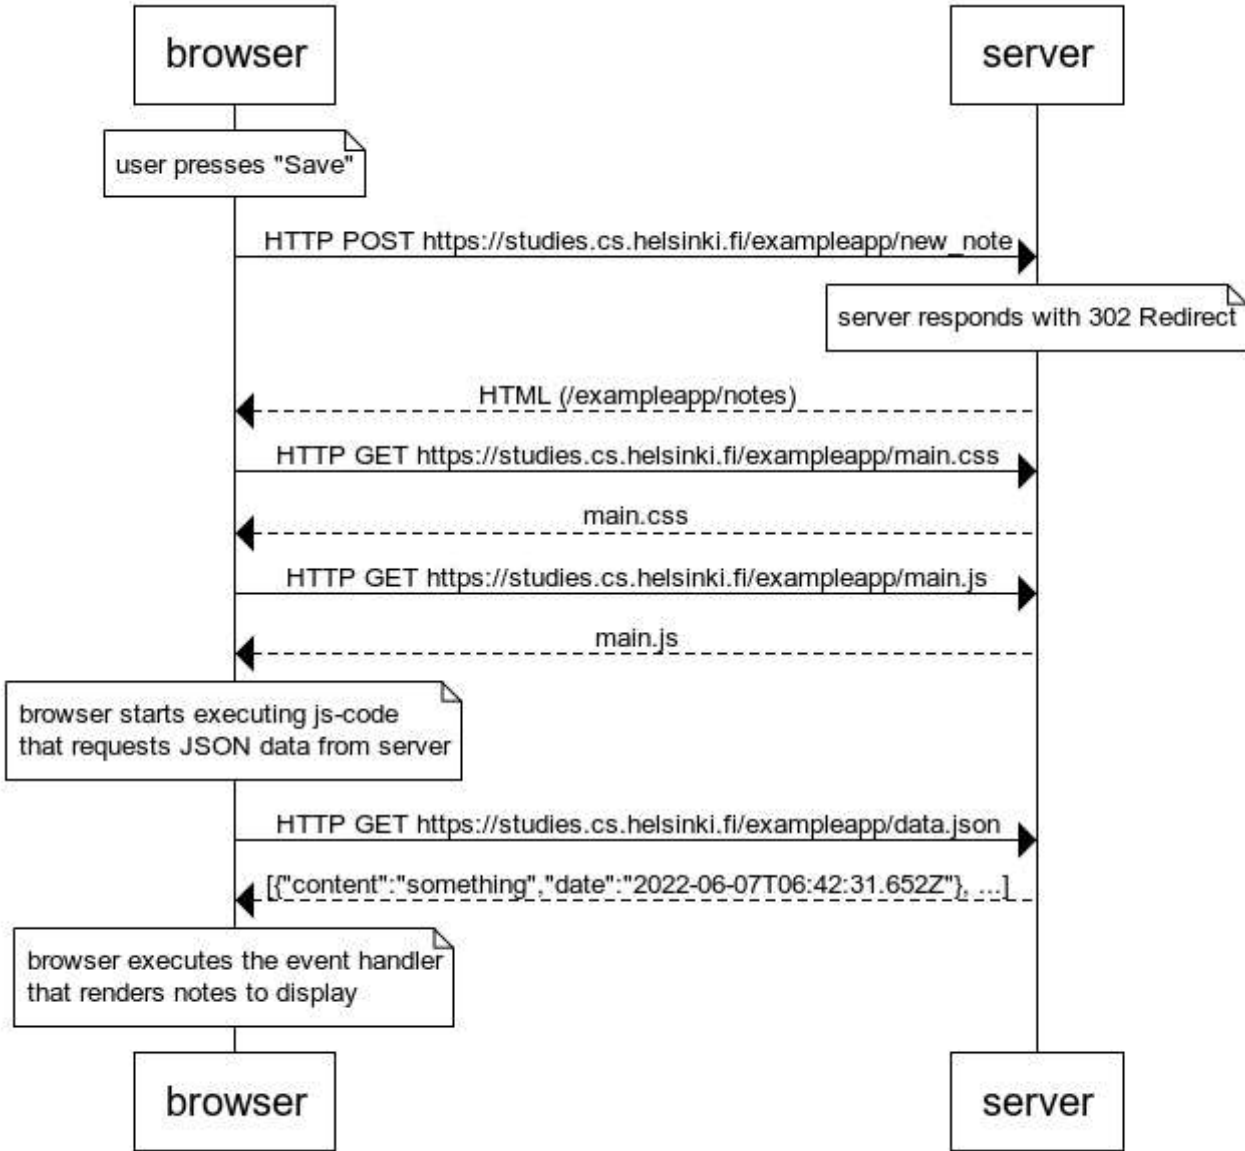 browser
server
user presses "Save"
HTTP POST https://studies.cs.helsinki.fi/exampleapp/new_note
server responds with 302 Redirect
HTML (/exampleapp/notes)
HTTP GET https://studies.cs.helsinki.fi/exampleapp/main.css
main.css
HTTP GET https://studies.cs.helsinki.fi/exampleapp/main.js
main.js
browser starts executing js-code
that requests JSON data from server
HTTP GET https://studies.cs.helsinki.fi/exampleapp/data.json
[{"content":"something","date":"2022-06-07T06:42:31.652Z"}, ...]
browser executes the event handler
that renders notes to display
browser
server